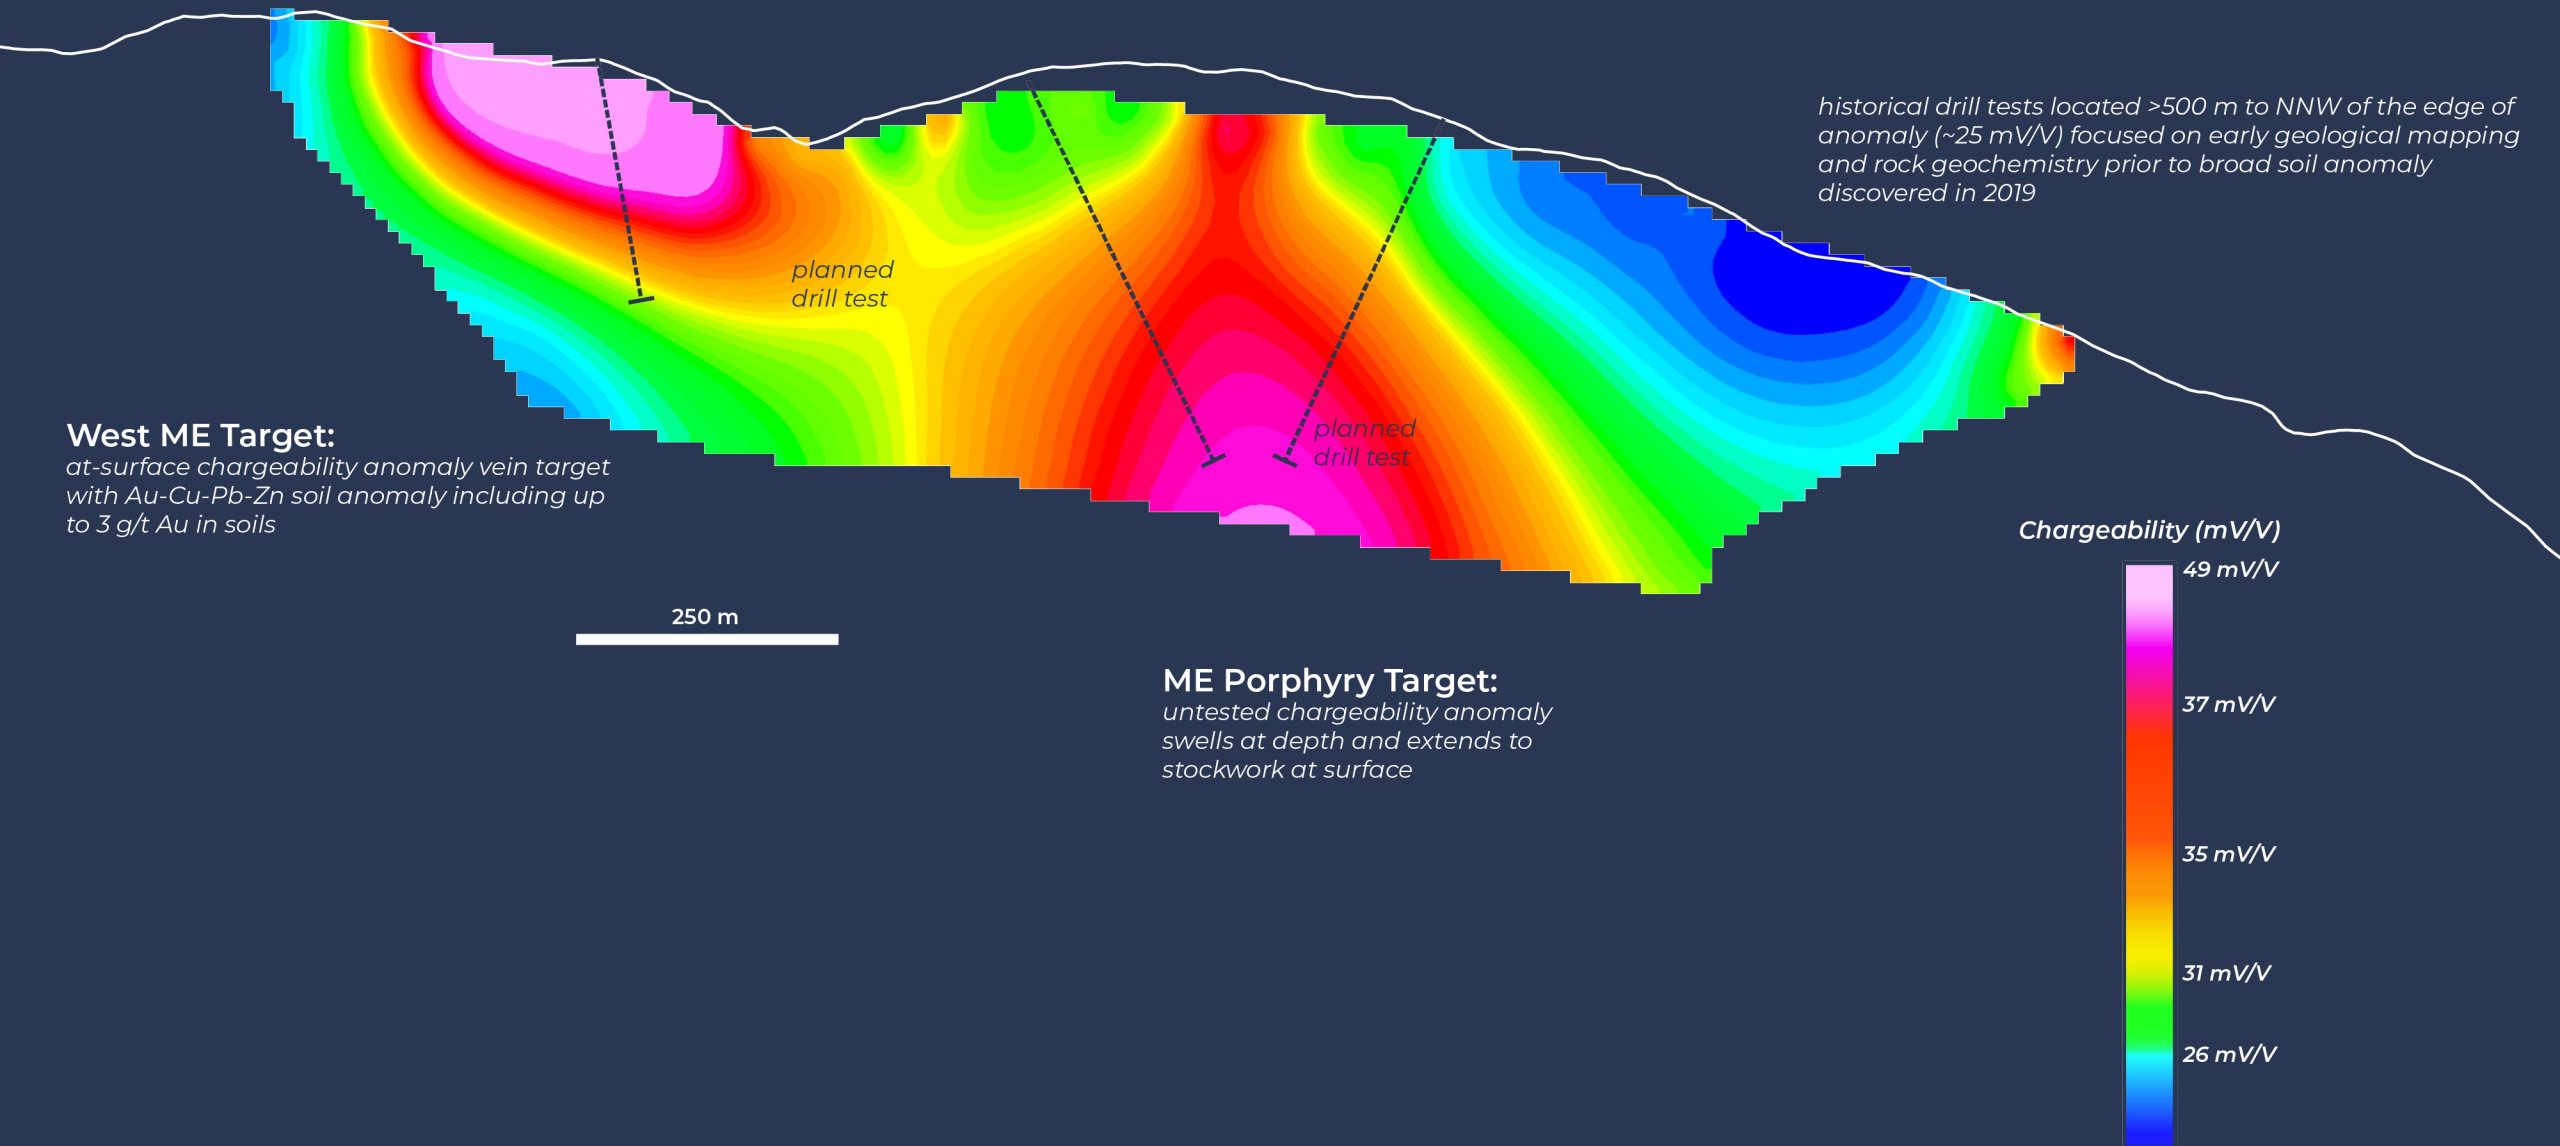 historical drill tests located >500 m to NNW of the edge of
anomaly (~25 mV/V) focused on early geological mapping
and rock geochemistry prior to broad soil anomaly
discovered in 2019
planned
drill test
planned
drill test
West ME Target:
at-surface chargeability anomaly vein target
with Au-Cu-Pb-Zn soil anomaly including up
to 3 g/t Au in soils
250 m
ME Porphyry Target:
untested chargeability anomaly
swells at depth and extends to
stockwork at surface
Chargeability (mV/V)
49 mV/V
37 mV/V
35 mV/V
31 mV/V
26 mV/V